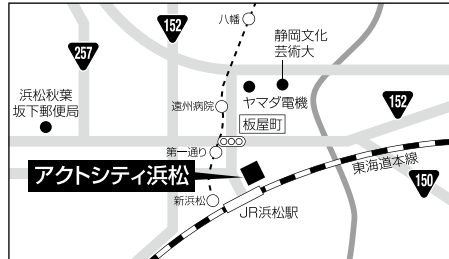 八幡
152
静岡文化
芸術大
257
浜松秋葉
坂下郵便局
遠州病院
ヤマダ電機
152
板屋町
第一通り
アクトシティ浜松
東海道本線
150
新浜松
JR浜松駅